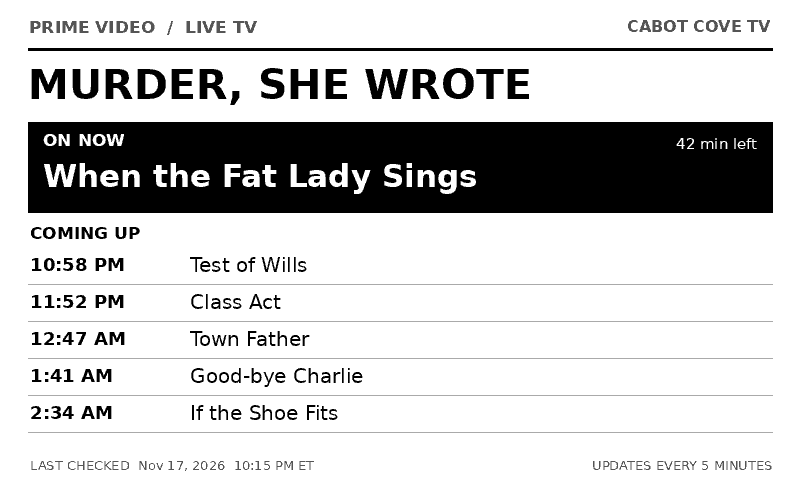 PRIME VIDEO / LIVE TV
CABOT COVE TV
MURDER, SHE WROTE
ON NOW
42 min left
When the Fat Lady Sings
COMING UP
10:58 PM Test of Wills
11:52 PM Class Act
12:47 AM Town Father
1:41 AM Good-bye Charlie
2:34 AM If the Shoe Fits
LAST CHECKED Nov 17, 2026 10:15 PM ET
UPDATES EVERY 5 MINUTES